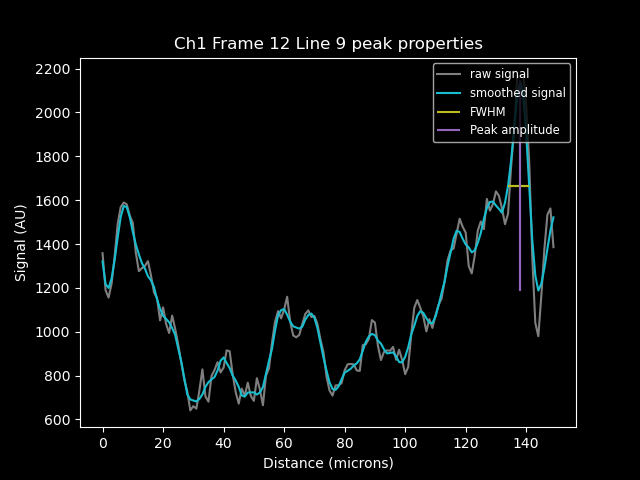 Ch1 Frame 12 Line 9 peak properties
raw signal
smoothed signal
FWHM
Peak amplitude
Signal (AU)
2200
2000
1800
1600
1400
1200
1000
800
600
0 20 40 60 80 100 120 140
Distance (microns)